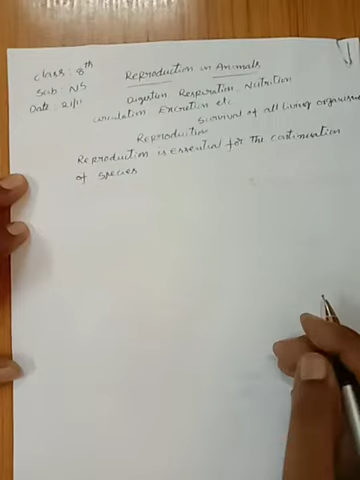 Class: 8th
Sub: NS
Date: 21/11
Reproduction in Animals
Digestion Respiration. Nutrition
circulation Excretion etc
Survival of all living organisms
Reproduction
Reproduction is essential for The continuation
of species